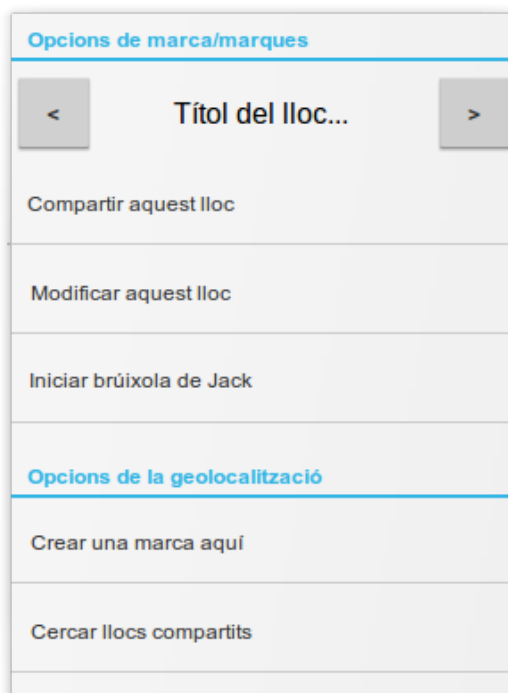 Opcions de marca/marques
< Títol del lloc... >
Compartir aquest lloc
Modificar aquest lloc
Iniciar brúixola de Jack
Opcions de la geolocalització
Crear una marca aquí
Cercar llocs compartits